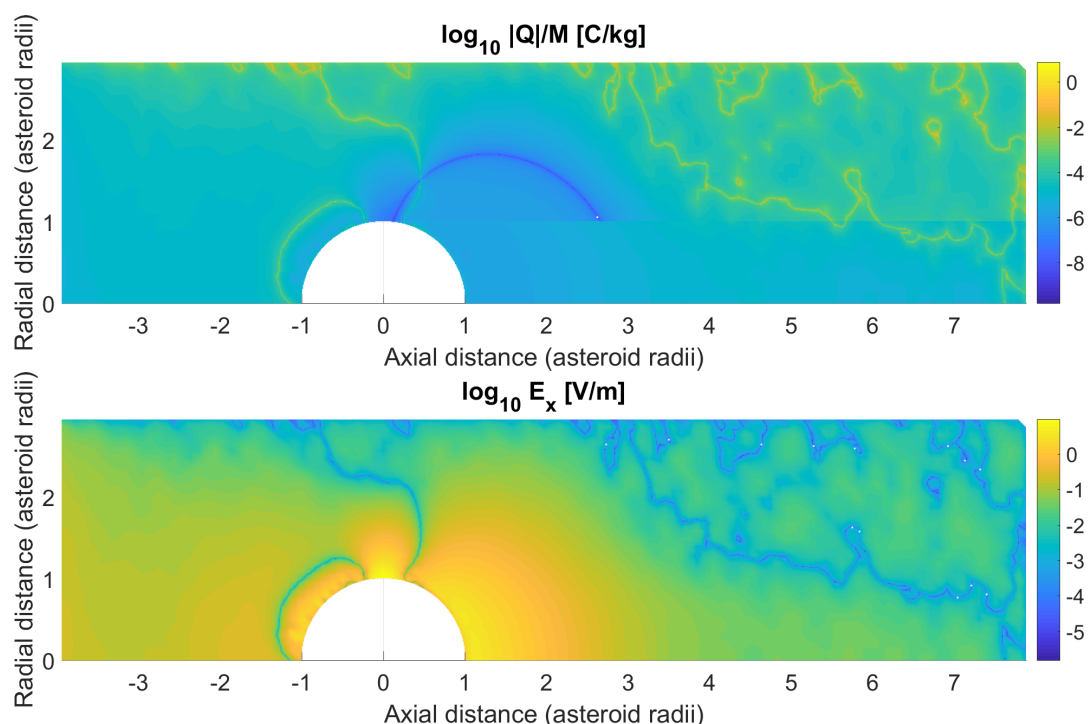 log10 |Q|/M [C/kg]
Radial distance (asteroid radii)
2
1
0
-3 -2 -1 0 1 2 3 4 5 6 7
Axial distance (asteroid radii)
0
-2
-4
-6
-8
log10 Ex [V/m]
Radial distance (asteroid radii)
2
1
0
-3 -2 -1 0 1 2 3 4 5 6 7
Axial distance (asteroid radii)
0
-1
-2
-3
-4
-5